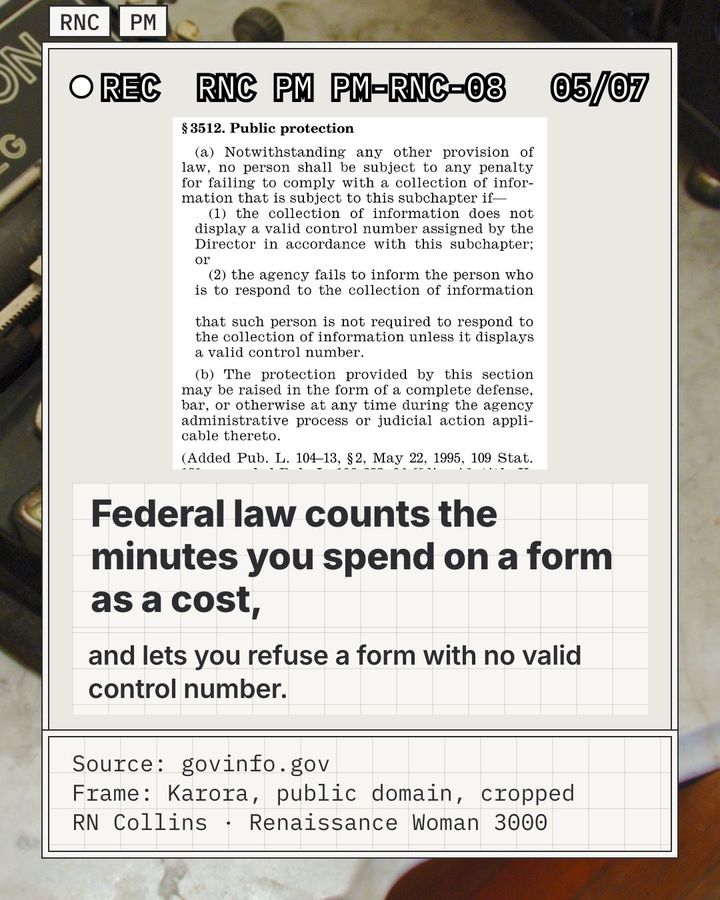 RNC PM
REC RNC PM PM-RNC-08 05/07
§ 3512. Public protection
(a) Notwithstanding any other provision of
law, no person shall be subject to any penalty
for failing to comply with a collection of infor-
mation that is subject to this subchapter if—
(1) the collection of information does not
display a valid control number assigned by the
Director in accordance with this subchapter;
or
(2) the agency fails to inform the person who
is to respond to the collection of information
that such person is not required to respond to
the collection of information unless it displays
a valid control number.
(b) The protection provided by this section
may be raised in the form of a complete defense,
bar, or otherwise at any time during the agency
administrative process or judicial action appli-
cable thereto.
(Added Pub. L. 104–13, § 2, May 22, 1995, 109 Stat.
Federal law counts the
minutes you spend on a form
as a cost,
and lets you refuse a form with no valid
control number.
Source: govinfo.gov
Frame: Karora, public domain, cropped
RN Collins · Renaissance Woman 3000